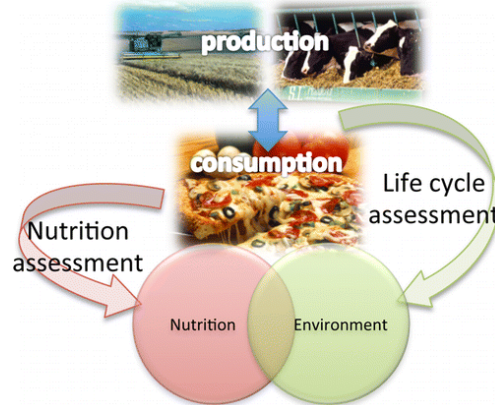 production
consumption
Life cycle
assessment
Nutrition
assessment
Nutrition
Environment